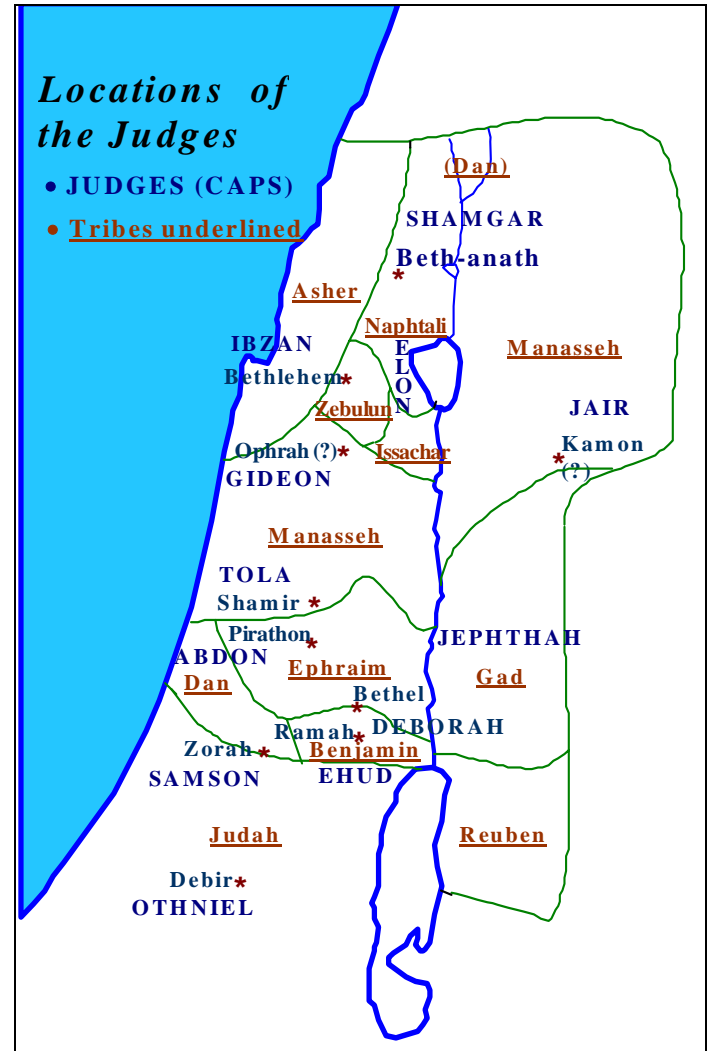 Locations of
the Judges
• JUDGES (CAPS)
• Tribes underlined
(Dan)
SHAMGAR
Beth-anath
Asher
Naphtali
IBZAN
ELON
Manasseh
Bethlehem
Zebulun
JAIR
Ophrah (?)
Issachar
Kamon
(?)
GIDEON
Manasseh
TOLA
Shamir
Pirathon
JEPHTHAH
ABDON
Ephraim
Gad
Dan
Bethel
Ramah
DEBORAH
Zorah
Benjamin
SAMSON
EHUD
Judah
Reuben
Debir
OTHNIEL